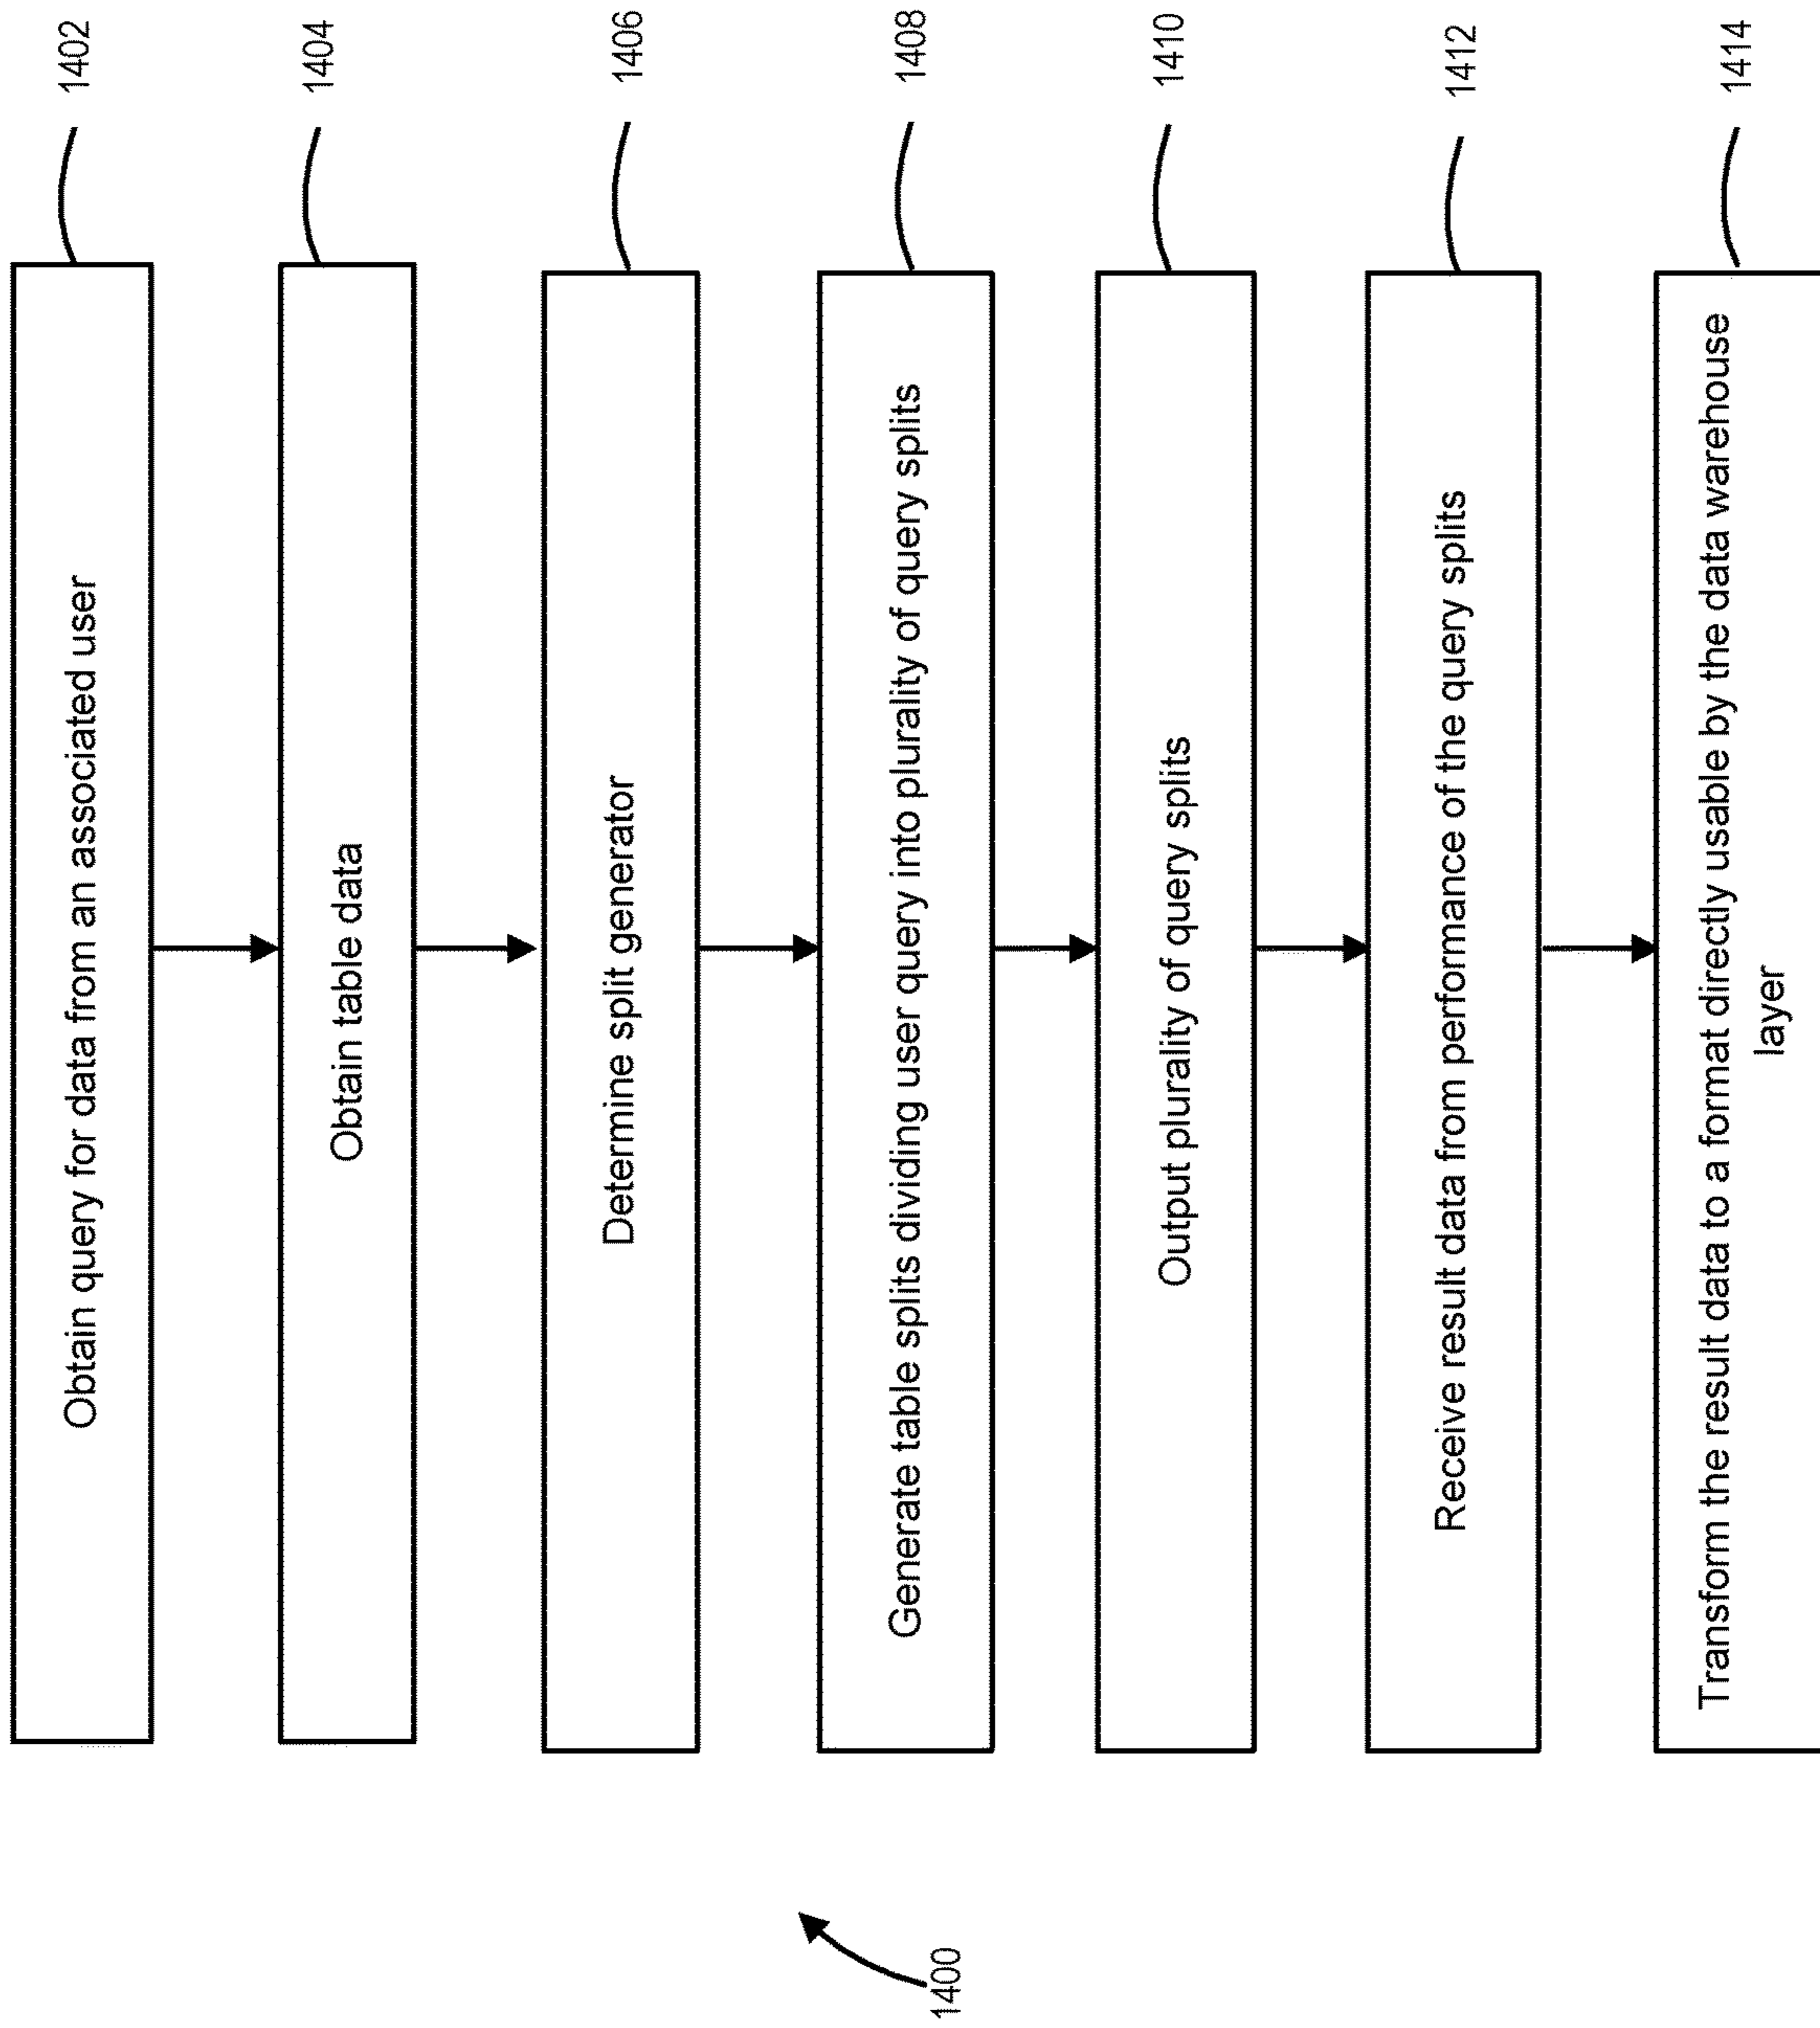 Obtain query for data from an associated user
1402
Obtain table data
1404
Determine split generator
1406
Generate table splits dividing user query into plurality of query splits
1408
Output plurality of query splits
1410
Receive result data from performance of the query splits
1412
Transform the result data to a format directly usable by the data warehouse
layer
1414
1400